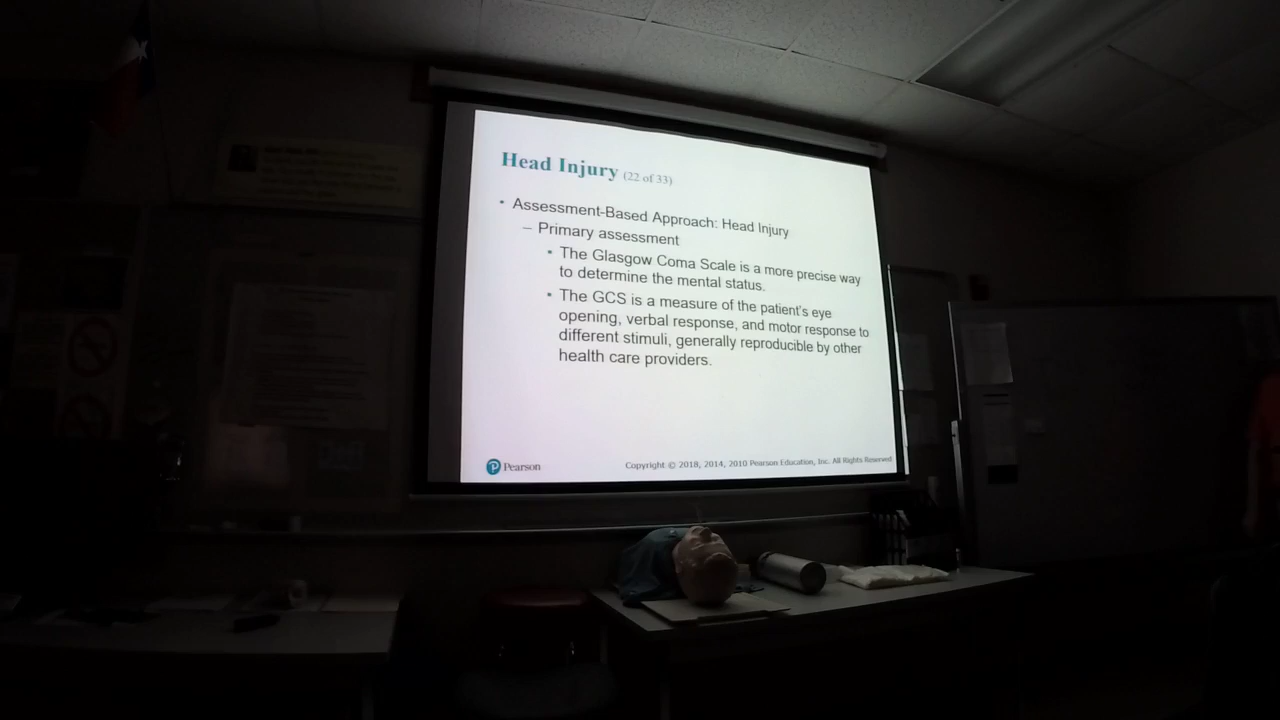 Head Injury (22 of 33)
• Assessment-Based Approach: Head Injury
– Primary assessment
▪ The Glasgow Coma Scale is a more precise way
to determine the mental status.
▪ The GCS is a measure of the patient's eye
opening, verbal response, and motor response to
different stimuli, generally reproducible by other
health care providers.
Pearson
Copyright © 2018, 2014, 2010 Pearson Education, Inc. All Rights Reserved